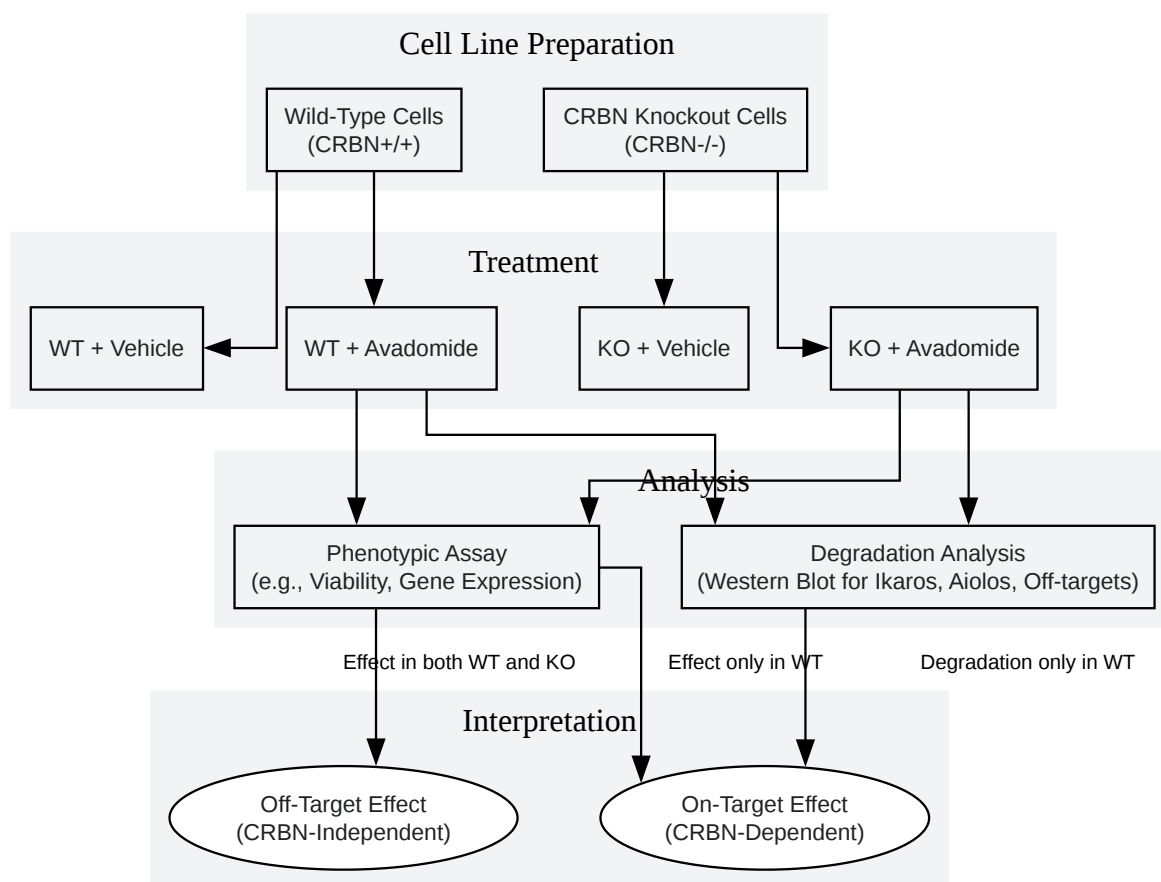 Cell Line Preparation
Wild-Type Cells
(CRBN+/+)
CRBN Knockout Cells
(CRBN-/-)
Treatment
WT + Vehicle
WT + Avadomide
KO + Vehicle
KO + Avadomide
Analysis
Phenotypic Assay
(e.g., Viability, Gene Expression)
Degradation Analysis
(Western Blot for Ikaros, Aiolos, Off-targets)
Effect in both WT and KO
Effect only in WT
Degradation only in WT
Interpretation
Off-Target Effect
(CRBN-Independent)
On-Target Effect
(CRBN-Dependent)